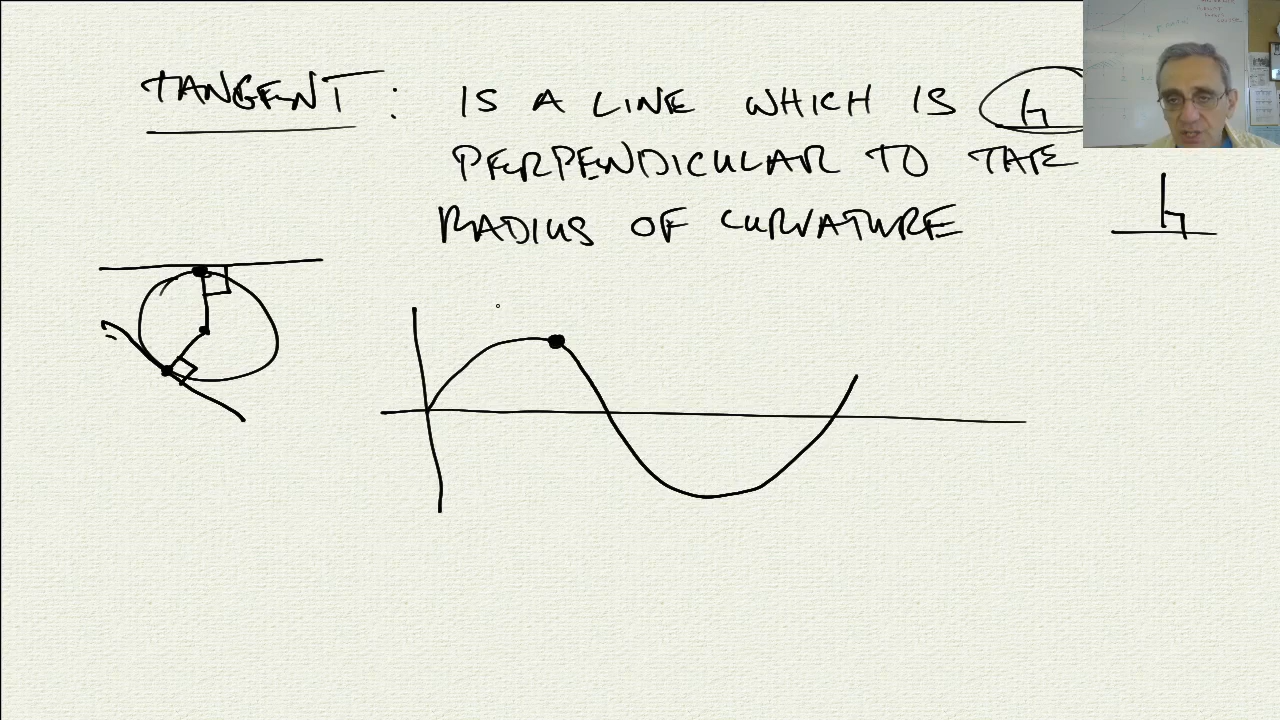 TANGENT : IS A LINE WHICH IS
PERPENDICULAR TO THE
RADIUS OF CURVATURE